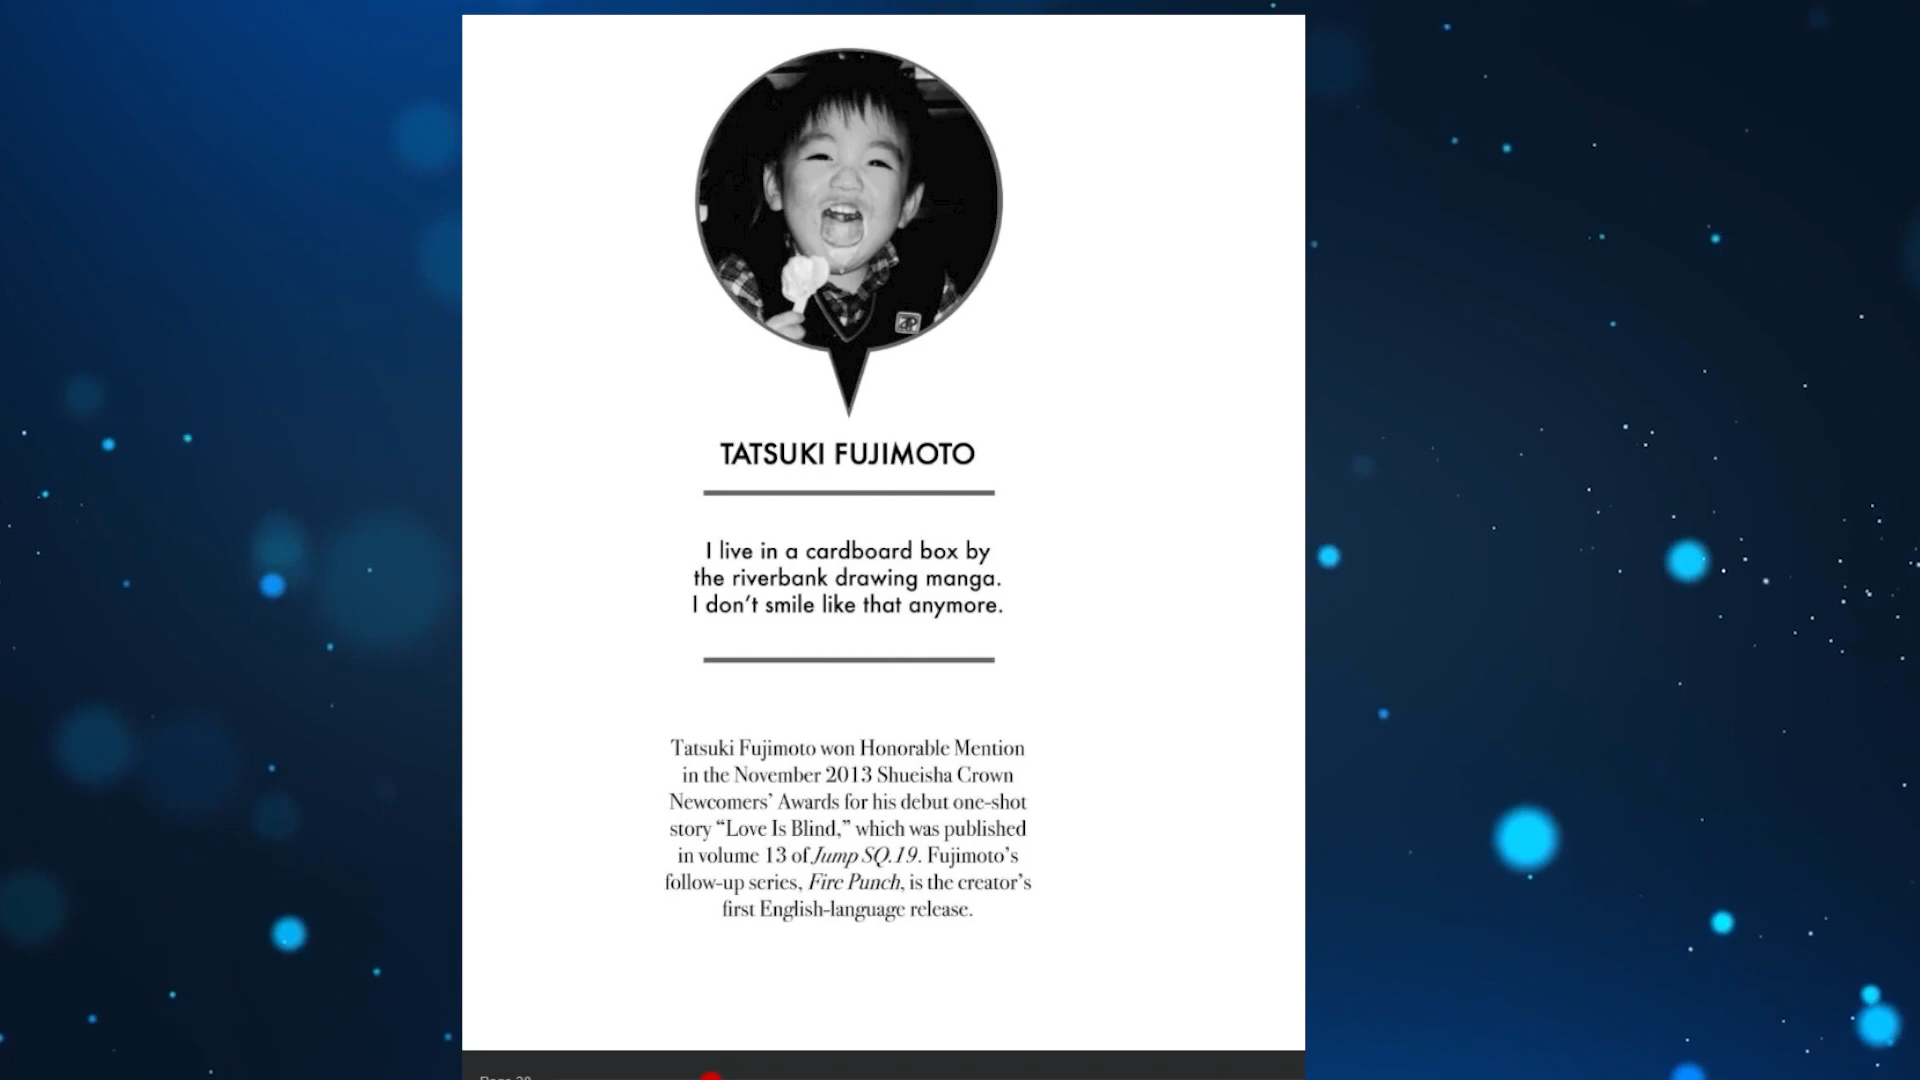 TATSUKI FUJIMOTO
I live in a cardboard box by
the riverbank drawing manga.
I don’t smile like that anymore.
Tatsuki Fujimoto won Honorable Mention
in the November 2013 Shueisha Crown
Newcomers’ Awards for his debut one-shot
story “Love Is Blind,” which was published
in volume 13 of Jump SQ.19. Fujimoto’s
follow-up series, Fire Punch, is the creator’s
first English-language release.